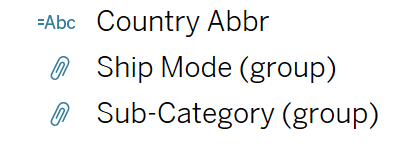 =Abc Country Abbr
Ship Mode (group)
Sub-Category (group)